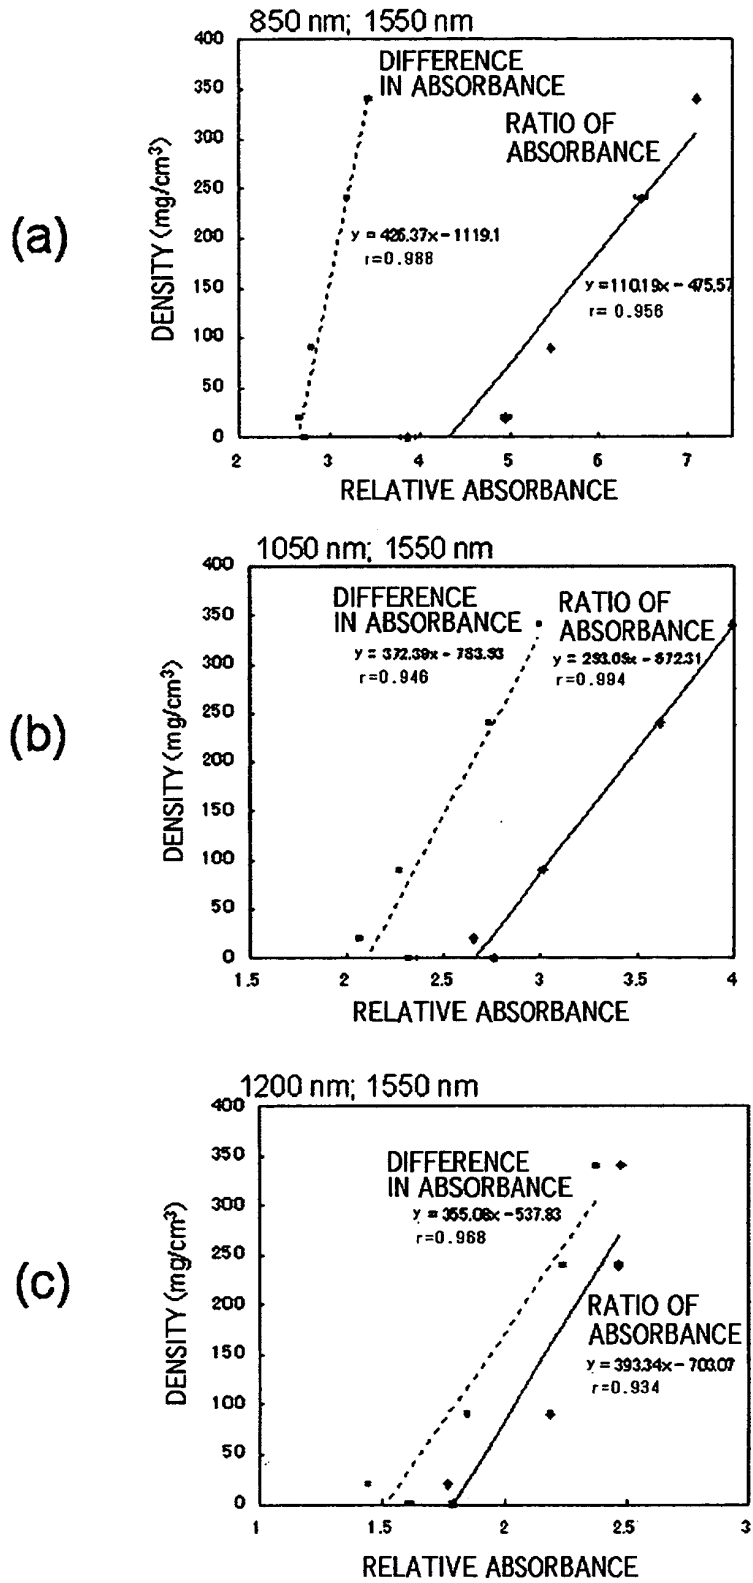 850 nm; 1550 nm
400
350
300
250
200
150
100
50
0
DENSITY (mg/cm³)
(a)
DIFFERENCE
IN ABSORBANCE
RATIO OF
ABSORBANCE
y = 426.37x - 1119.1
r=0.988
y = 110.19x - 475.57
r= 0.956
2 3 4 5 6 7
RELATIVE ABSORBANCE
1050 nm; 1550 nm
400
350
300
250
200
150
100
50
0
DENSITY (mg/cm³)
(b)
DIFFERENCE
IN ABSORBANCE
y = 372.39x - 783.93
r=0.946
RATIO OF
ABSORBANCE
r=0.994
1.5 2 2.5 3 3.5 4
RELATIVE ABSORBANCE
1200 nm; 1550 nm
400
350
300
250
200
150
100
50
0
DENSITY (mg/cm³)
(c)
DIFFERENCE
IN ABSORBANCE
y = 355.08x - 537.83
r=0.968
RATIO OF
ABSORBANCE
y = 393.34x - 703.07
r=0.934
1 1.5 2 2.5 3
RELATIVE ABSORBANCE